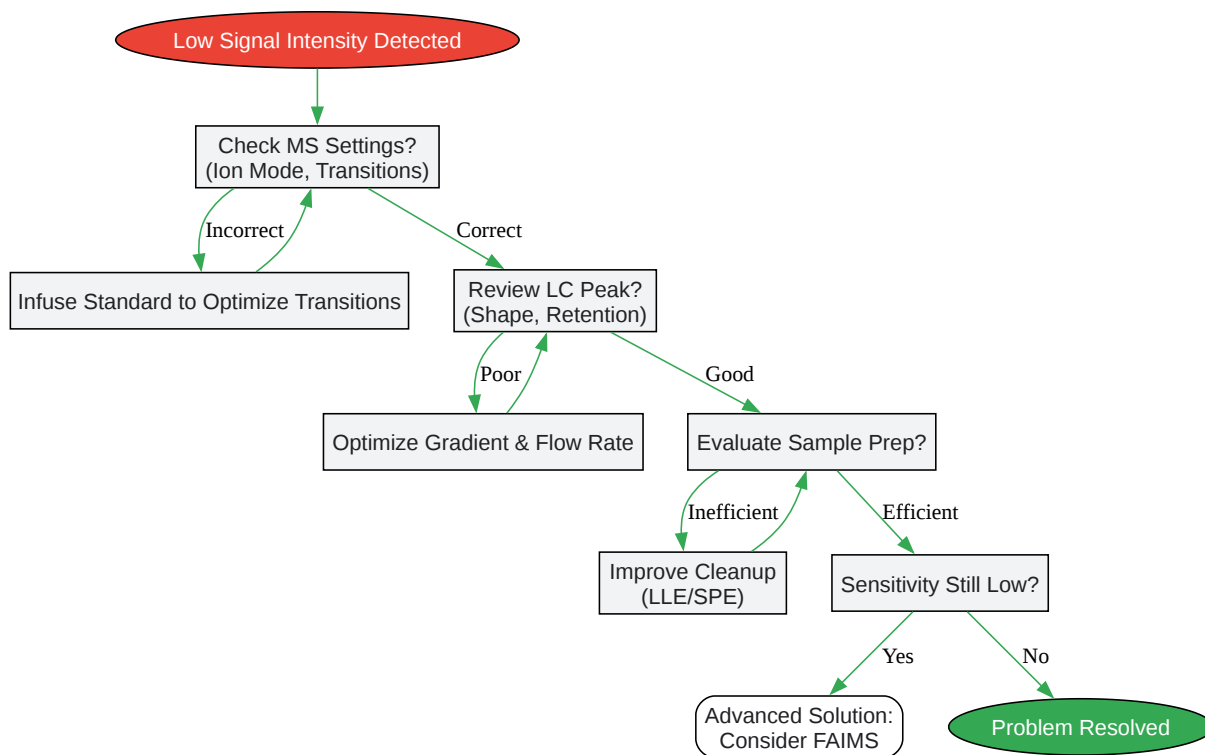 Low Signal Intensity Detected
Check MS Settings?
(Ion Mode, Transitions)
Incorrect
Correct
Infuse Standard to Optimize Transitions
Review LC Peak?
(Shape, Retention)
Poor
Good
Optimize Gradient & Flow Rate
Evaluate Sample Prep?
Inefficient
Efficient
Improve Cleanup
(LLE/SPE)
Sensitivity Still Low?
Yes
No
Advanced Solution:
Consider FAIMS
Problem Resolved